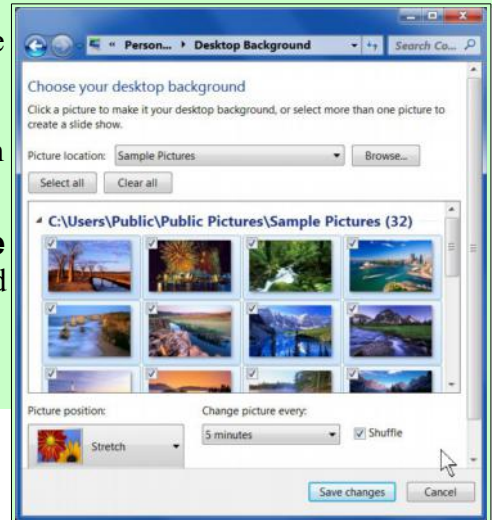 e
n
e
d
« Person... ▸ Desktop Background
Search Co...
Choose your desktop background
Click a picture to make it your desktop background, or select more than one picture to
create a slide show.
Picture location: Sample Pictures Browse...
Select all Clear all
C:\Users\Public\Public Pictures\Sample Pictures (32)
Picture position: Change picture every:
Stretch 5 minutes Shuffle
Save changes Cancel